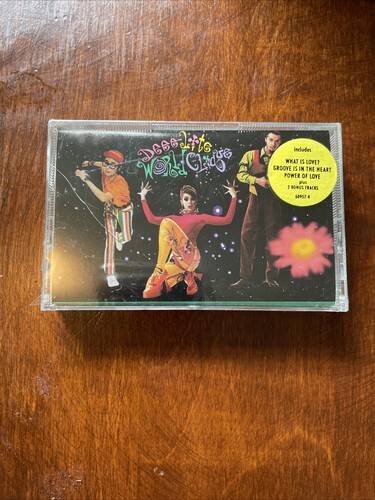 Deee Lite
World Clique
includes
WHAT IS LOVE?
GROOVE IS IN THE HEART
POWER OF LOVE
plus
2 BONUS TRACKS
60957-4